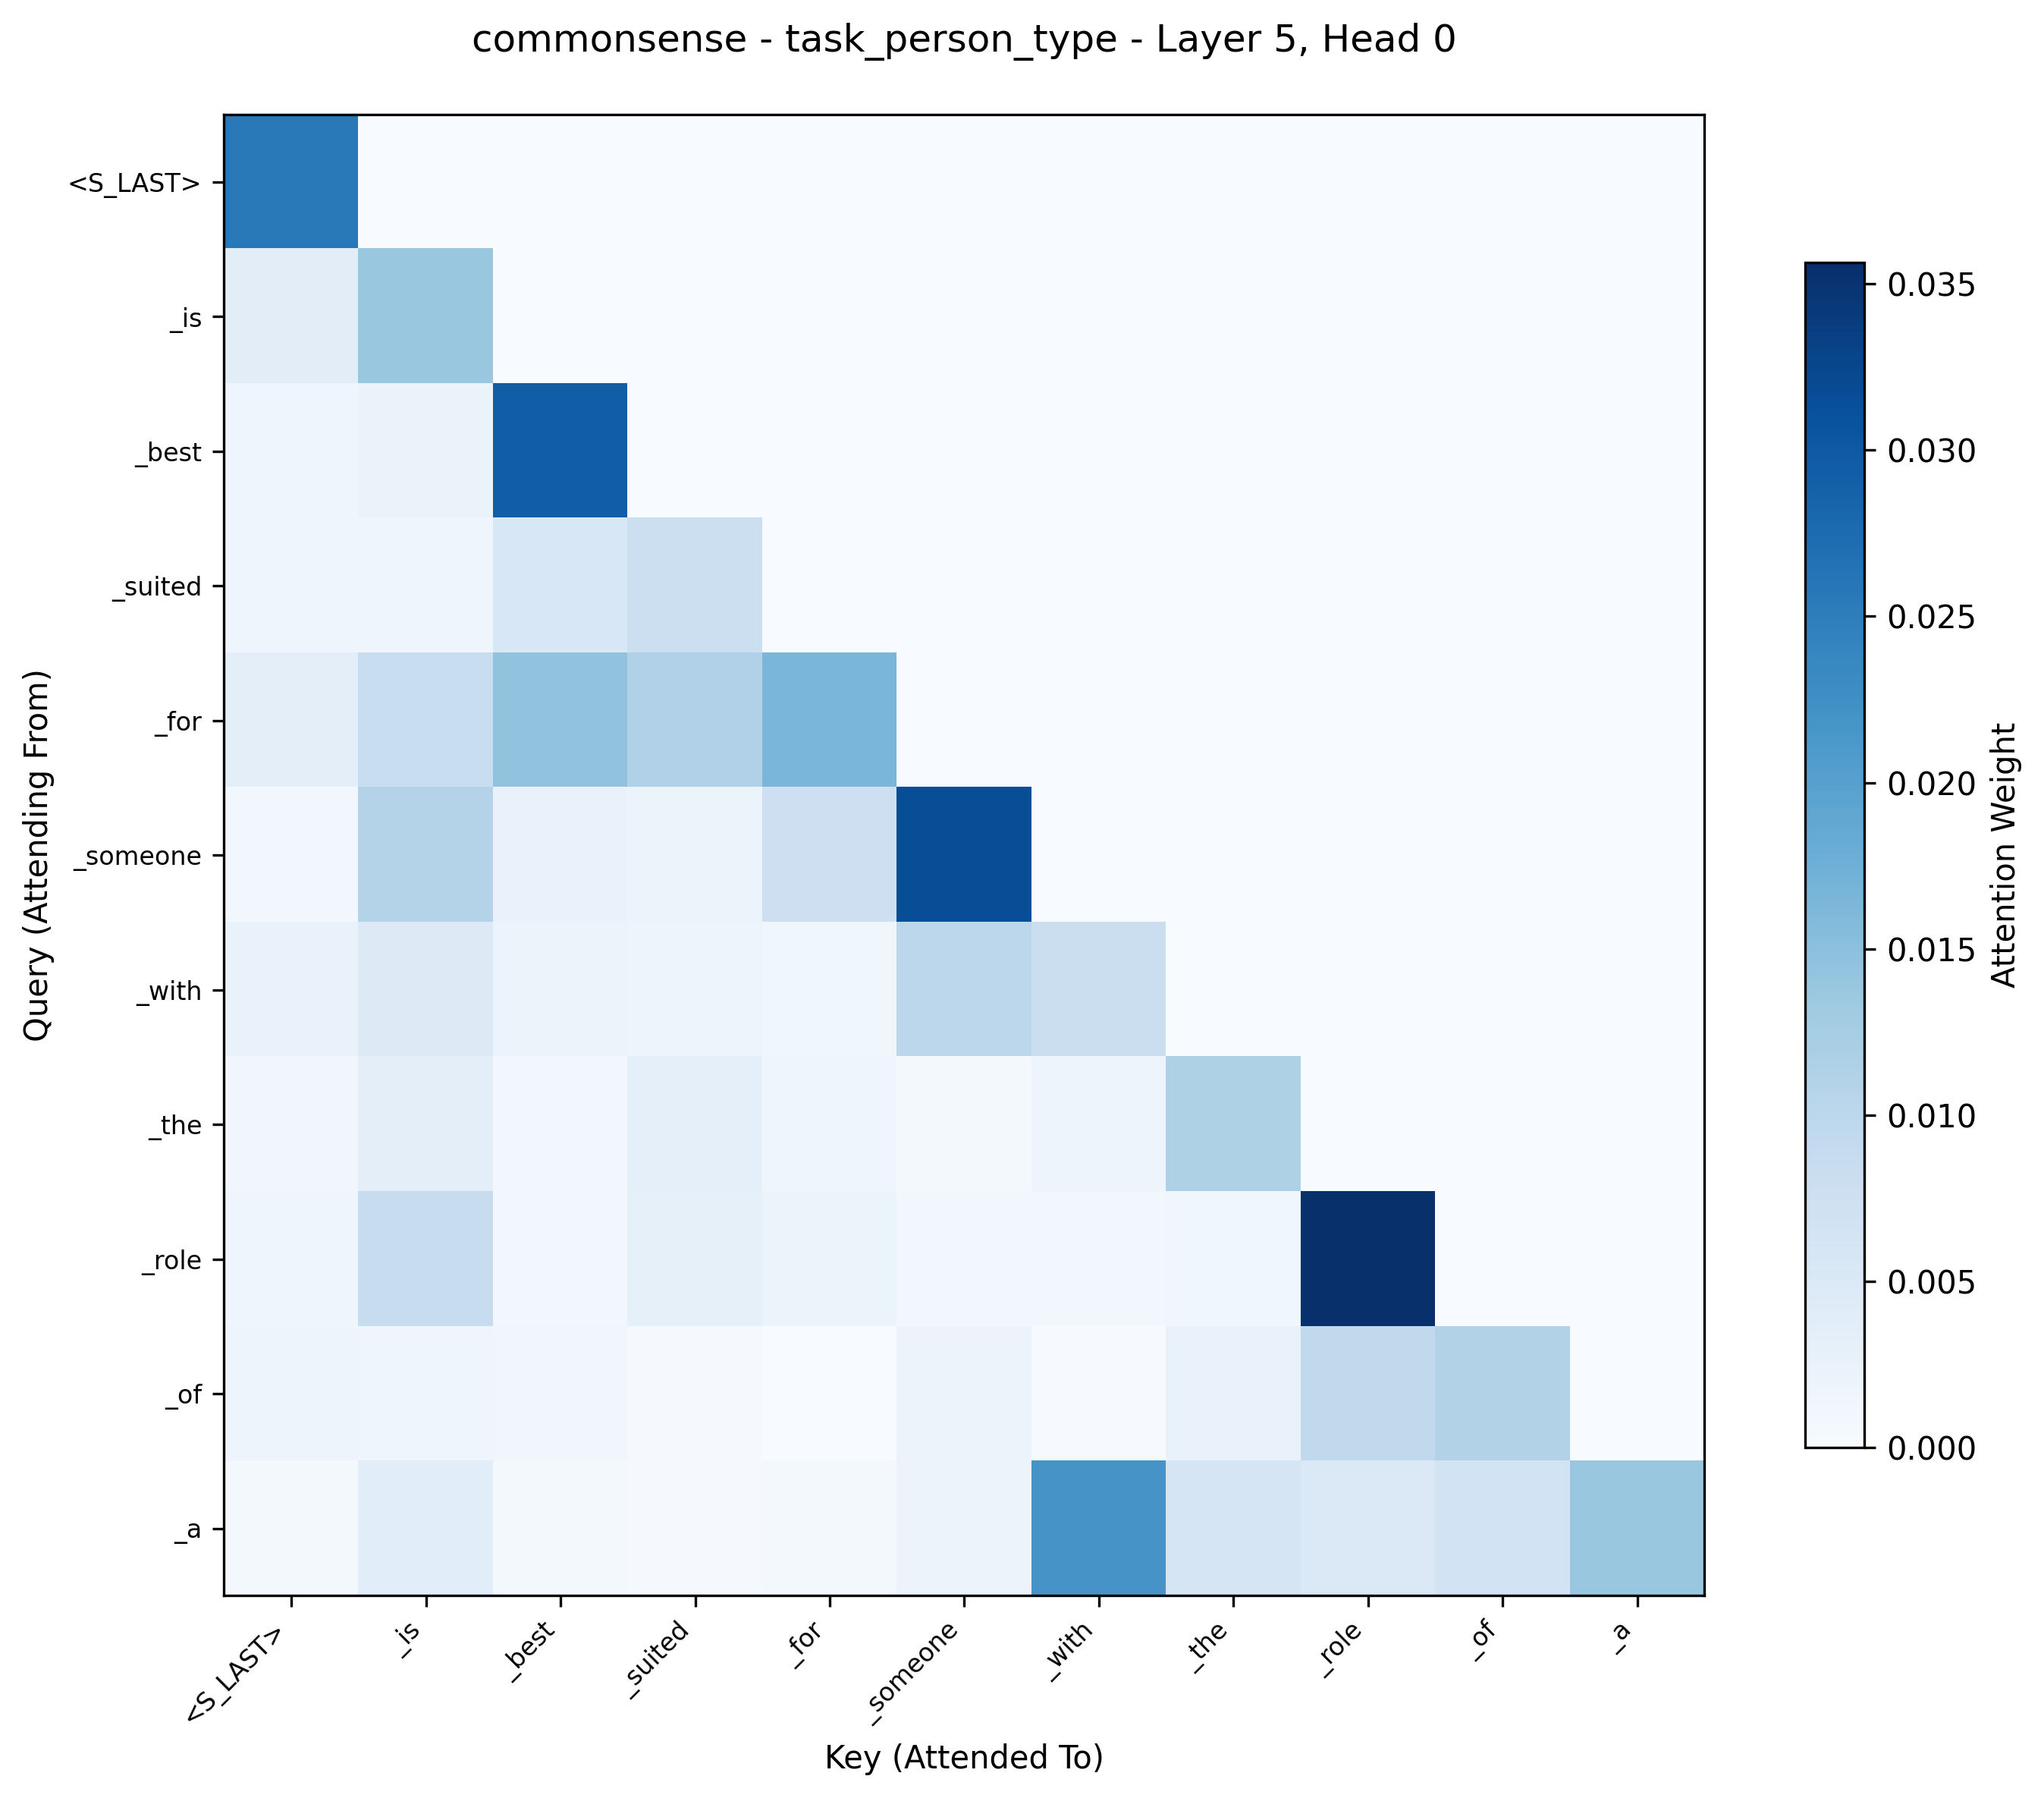 commonsense - task_person_type - Layer 5, Head 0
Query (Attending From)
<S_LAST>
_is
_best
_suited
_for
_someone
_with
_the
_role
_of
_a
<S_LAST>
_is
_best
_suited
_for
_someone
_with
_the
_role
_of
_a
Key (Attended To)
0.035
0.030
0.025
0.020
0.015
0.010
0.005
0.000
Attention Weight